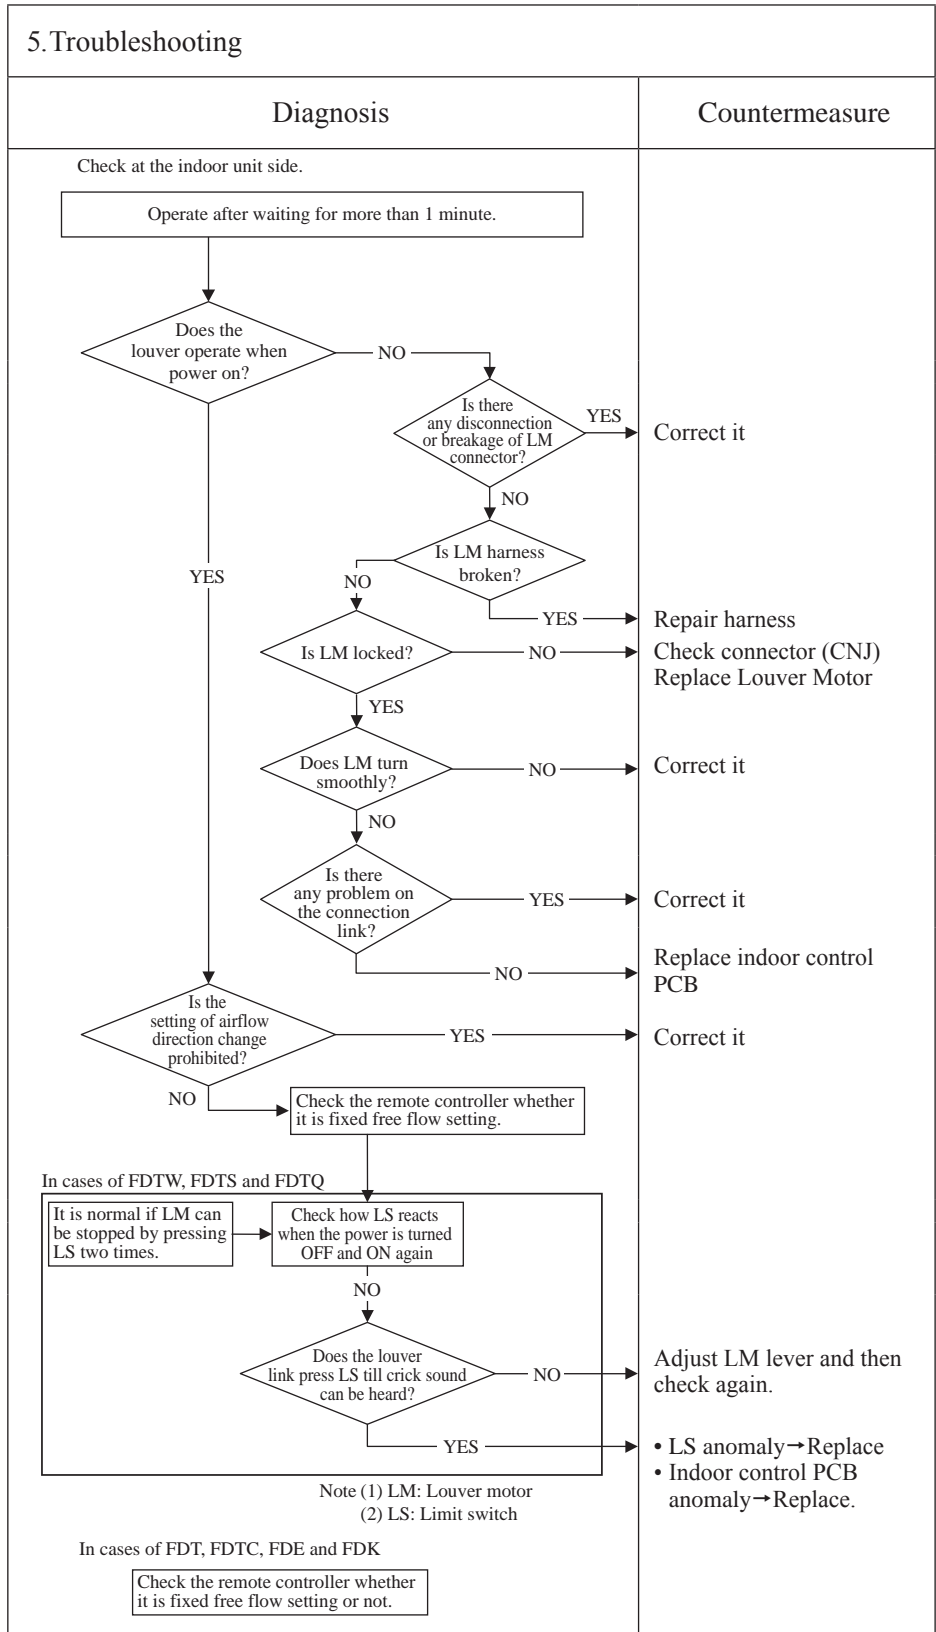 5.Troubleshooting
Diagnosis
Countermeasure
Check at the indoor unit side.
Operate after waiting for more than 1 minute.
Does the
louver operate when
power on?
NO
Is there
any disconnection
or breakage of LM
connector?
YES
Correct it
NO
YES
Is LM harness
broken?
NO
YES
Repair harness
Is LM locked?
NO
Check connector (CNJ)
Replace Louver Motor
YES
Does LM turn
smoothly?
NO
Correct it
NO
Is there
any problem on
the connection
link?
YES
Correct it
NO
Replace indoor control
PCB
Is the
setting of airflow
direction change
prohibited?
YES
Correct it
NO
Check the remote controller whether
it is fixed free flow setting.
In cases of FDTW, FDTS and FDTQ
It is normal if LM can
be stopped by pressing
LS two times.
Check how LS reacts
when the power is turned
OFF and ON again
NO
Does the louver
link press LS till crick sound
can be heard?
NO
Adjust LM lever and then
check again.
YES
• LS anomaly→Replace
• Indoor control PCB
anomaly→Replace.
Note (1) LM: Louver motor
(2) LS: Limit switch
In cases of FDT, FDTC, FDE and FDK
Check the remote controller whether
it is fixed free flow setting or not.